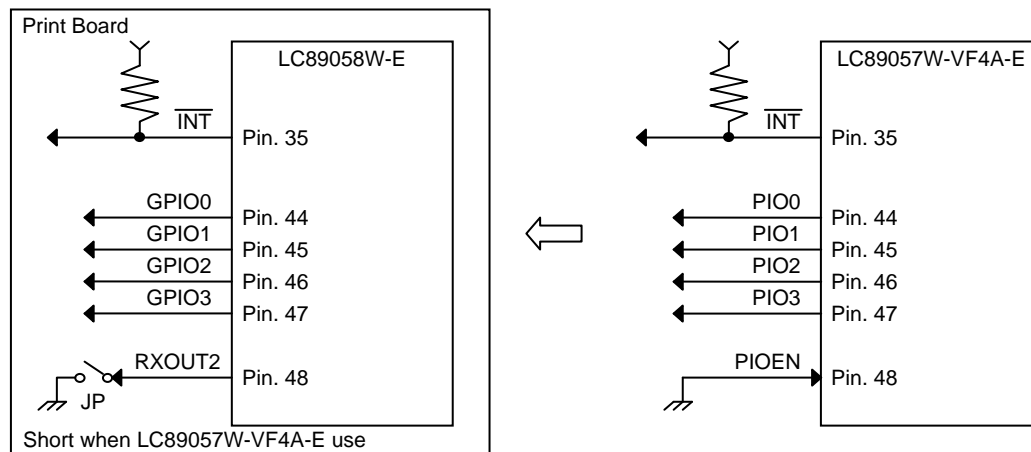 Print Board
LC89058W-E
INT
Pin. 35
GPIO0
Pin. 44
GPIO1
Pin. 45
GPIO2
Pin. 46
GPIO3
Pin. 47
RXOUT2
Pin. 48
JP
Short when LC89057W-VF4A-E use
LC89057W-VF4A-E
INT
Pin. 35
PIO0
Pin. 44
PIO1
Pin. 45
PIO2
Pin. 46
PIO3
Pin. 47
PIOEN
Pin. 48